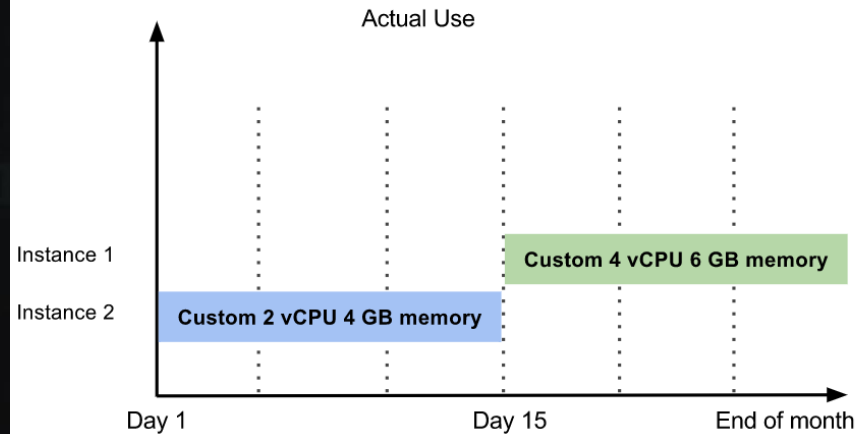 Actual Use
Instance 1
Custom 4 vCPU 6 GB memory
Instance 2
Custom 2 vCPU 4 GB memory
Day 1
Day 15
End of month